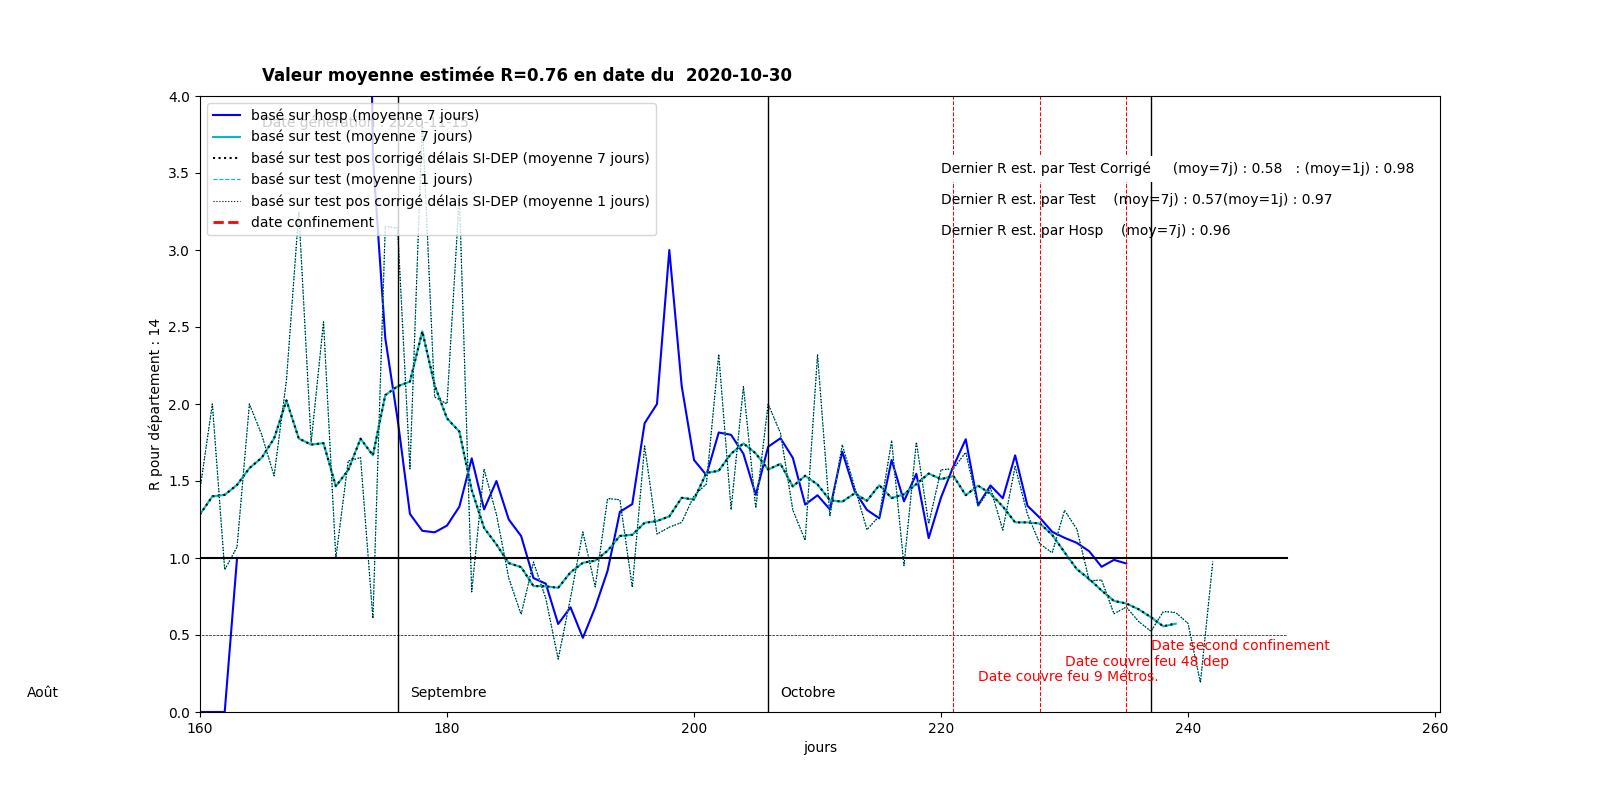 Valeur moyenne estimée R=0.76 en date du  2020-10-30
Date génération : 2020-11-15
basé sur hosp (moyenne 7 jours)
basé sur test (moyenne 7 jours)
basé sur test pos corrigé délais SI-DEP (moyenne 7 jours)
basé sur test (moyenne 1 jours)
basé sur test pos corrigé délais SI-DEP (moyenne 1 jours)
date confinement
Dernier R est. par Test Corrigé     (moy=7j) : 0.58   : (moy=1j) : 0.98
Dernier R est. par Test    (moy=7j) : 0.57(moy=1j) : 0.97
Dernier R est. par Hosp    (moy=7j) : 0.96
R pour département : 14
4.0
3.5
3.0
2.5
2.0
1.5
1.0
0.5
0.0
Date second confinement
Date couvre feu 48 dep
Date couvre feu 9 Métros.
Août
Septembre
Octobre
160
180
200
220
240
260
jours